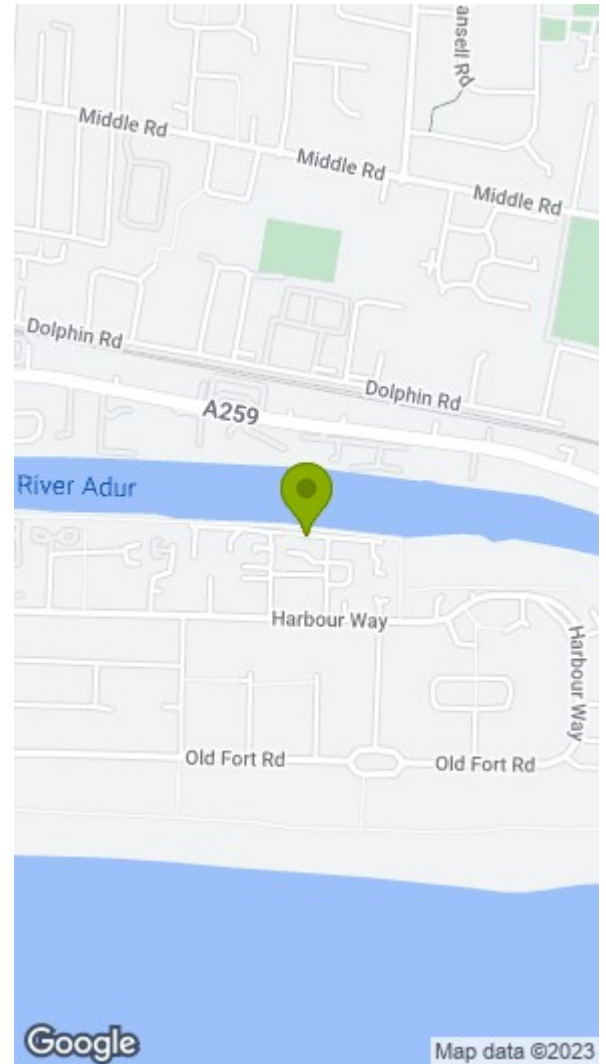 ansell Rd
Middle Rd
Middle Rd
Middle Rd
Dolphin Rd
Dolphin Rd
A259
River Adur
Harbour Way
Harbour Way
Old Fort Rd
Old Fort Rd
Google
Map data ©2023